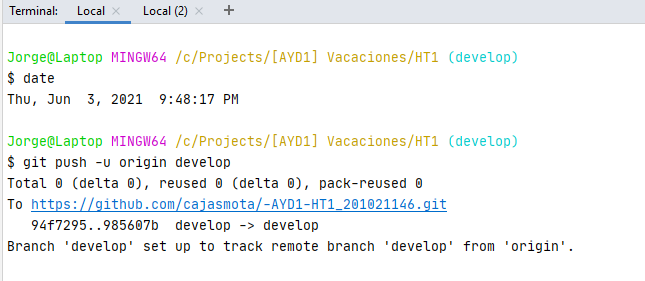 Terminal: Local × Local (2) × +
Jorge@Laptop MINGW64 /c/Projects/[AYD1] Vacaciones/HT1 (develop)
$ date
Thu, Jun  3, 2021  9:48:17 PM
Jorge@Laptop MINGW64 /c/Projects/[AYD1] Vacaciones/HT1 (develop)
$ git push -u origin develop
Total 0 (delta 0), reused 0 (delta 0), pack-reused 0
To https://github.com/cajasmota/-AYD1-HT1_201021146.git
   94f7295..985607b  develop -> develop
Branch 'develop' set up to track remote branch 'develop' from 'origin'.